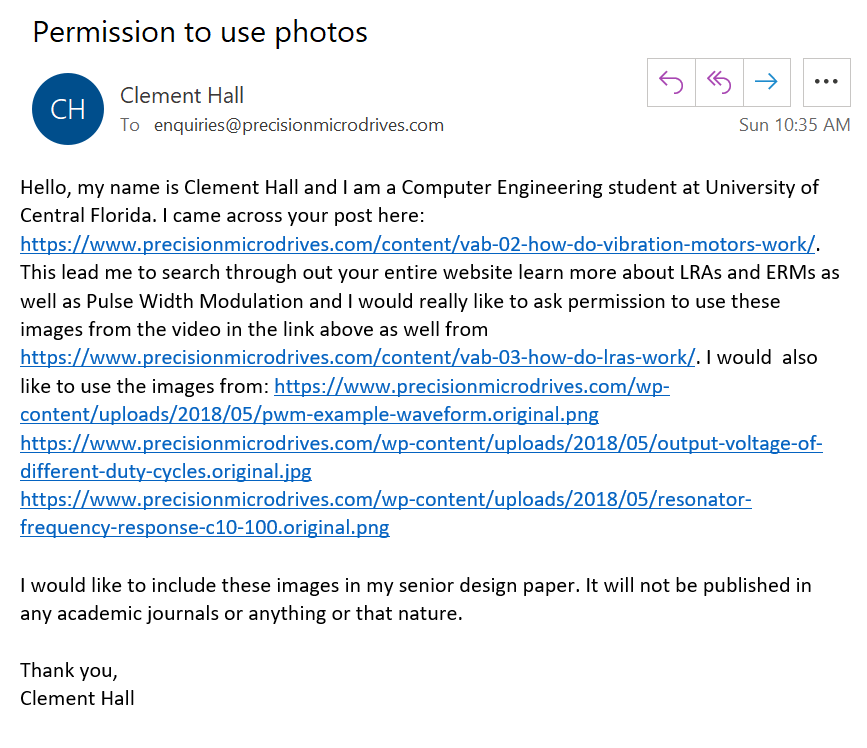 Permission to use photos
CH
Clement Hall
To enquiries@precisionmicrodrives.com
Sun 10:35 AM
Hello, my name is Clement Hall and I am a Computer Engineering student at University of
Central Florida. I came across your post here:
https://www.precisionmicrodrives.com/content/vab-02-how-do-vibration-motors-work/.
This lead me to search through out your entire website learn more about LRAs and ERMs as
well as Pulse Width Modulation and I would really like to ask permission to use these
images from the video in the link above as well from
https://www.precisionmicrodrives.com/content/vab-03-how-do-lras-work/. I would  also
like to use the images from: https://www.precisionmicrodrives.com/wp-
content/uploads/2018/05/pwm-example-waveform.original.png
https://www.precisionmicrodrives.com/wp-content/uploads/2018/05/output-voltage-of-
different-duty-cycles.original.jpg
https://www.precisionmicrodrives.com/wp-content/uploads/2018/05/resonator-
frequency-response-c10-100.original.png
I would like to include these images in my senior design paper. It will not be published in
any academic journals or anything or that nature.
Thank you,
Clement Hall